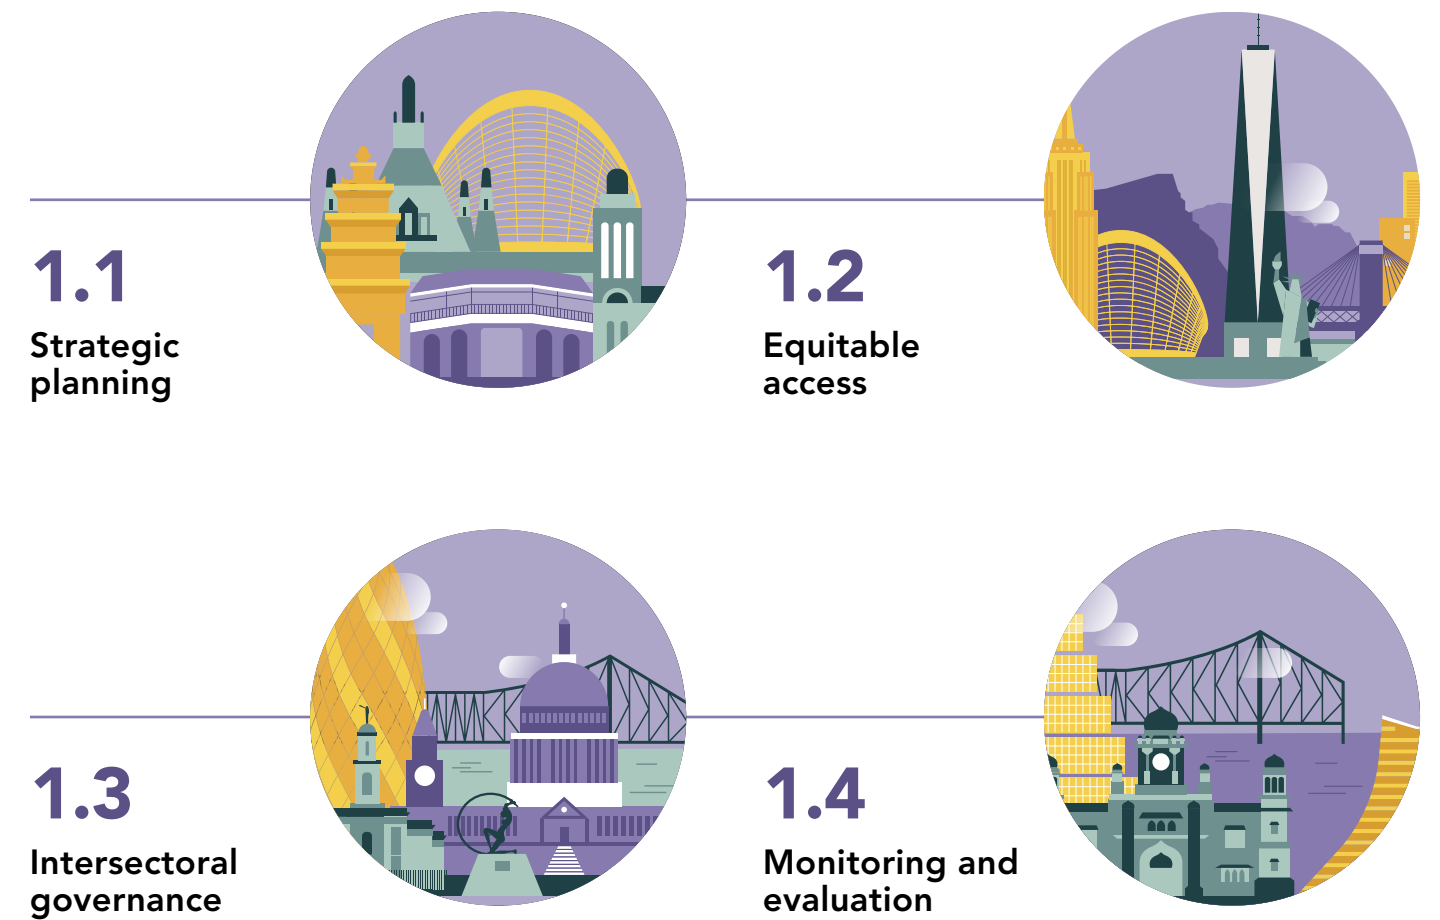 1.1
Strategic
planning
1.2
Equitable
access
1.3
Intersectoral
governance
1.4
Monitoring and
evaluation